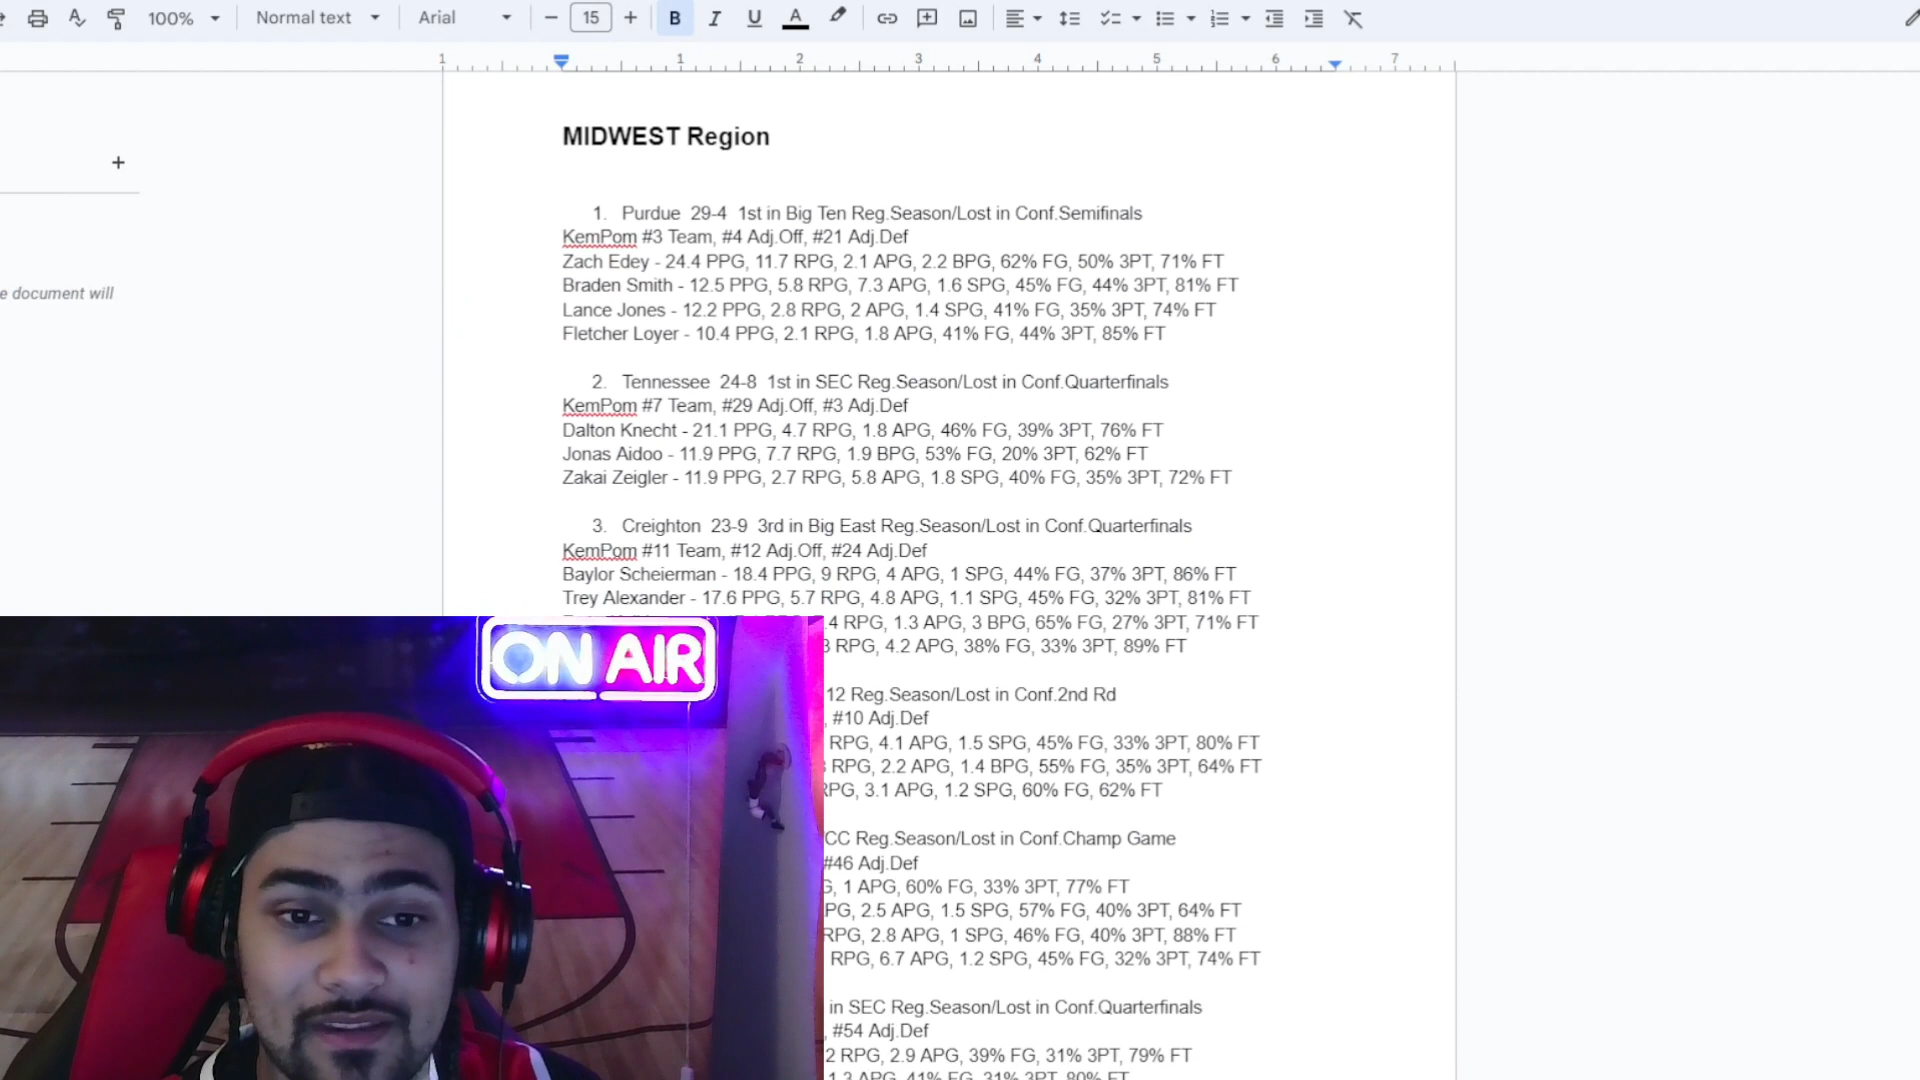 100%
Normal text
Arial
15
B
I
U
A
1 1 2 3 4 5 6 7
MIDWEST Region
1. Purdue 29-4 1st in Big Ten Reg.Season/Lost in Conf.Semifinals
KemPom #3 Team, #4 Adj.Off, #21 Adj.Def
Zach Edey - 24.4 PPG, 11.7 RPG, 2.1 APG, 2.2 BPG, 62% FG, 50% 3PT, 71% FT
Braden Smith - 12.5 PPG, 5.8 RPG, 7.3 APG, 1.6 SPG, 45% FG, 44% 3PT, 81% FT
e document will
Lance Jones - 12.2 PPG, 2.8 RPG, 2 APG, 1.4 SPG, 41% FG, 35% 3PT, 74% FT
Fletcher Loyer - 10.4 PPG, 2.1 RPG, 1.8 APG, 41% FG, 44% 3PT, 85% FT
2. Tennessee 24-8 1st in SEC Reg.Season/Lost in Conf.Quarterfinals
KemPom #7 Team, #29 Adj.Off, #3 Adj.Def
Dalton Knecht - 21.1 PPG, 4.7 RPG, 1.8 APG, 46% FG, 39% 3PT, 76% FT
Jonas Aidoo - 11.9 PPG, 7.7 RPG, 1.9 BPG, 53% FG, 20% 3PT, 62% FT
Zakai Zeigler - 11.9 PPG, 2.7 RPG, 5.8 APG, 1.8 SPG, 40% FG, 35% 3PT, 72% FT
3. Creighton 23-9 3rd in Big East Reg.Season/Lost in Conf.Quarterfinals
KemPom #11 Team, #12 Adj.Off, #24 Adj.Def
Baylor Scheierman - 18.4 PPG, 9 RPG, 4 APG, 1 SPG, 44% FG, 37% 3PT, 86% FT
Trey Alexander - 17.6 PPG, 5.7 RPG, 4.8 APG, 1.1 SPG, 45% FG, 32% 3PT, 81% FT
.4 RPG, 1.3 APG, 3 BPG, 65% FG, 27% 3PT, 71% FT
RPG, 4.2 APG, 38% FG, 33% 3PT, 89% FT
ON AIR
12 Reg.Season/Lost in Conf.2nd Rd
, #10 Adj.Def
RPG, 4.1 APG, 1.5 SPG, 45% FG, 33% 3PT, 80% FT
RPG, 2.2 APG, 1.4 BPG, 55% FG, 35% 3PT, 64% FT
RPG, 3.1 APG, 1.2 SPG, 60% FG, 62% FT
CC Reg.Season/Lost in Conf.Champ Game
#46 Adj.Def
G, 1 APG, 60% FG, 33% 3PT, 77% FT
PG, 2.5 APG, 1.5 SPG, 57% FG, 40% 3PT, 64% FT
RPG, 2.8 APG, 1 SPG, 46% FG, 40% 3PT, 88% FT
RPG, 6.7 APG, 1.2 SPG, 45% FG, 32% 3PT, 74% FT
in SEC Reg.Season/Lost in Conf.Quarterfinals
, #54 Adj.Def
2 RPG, 2.9 APG, 39% FG, 31% 3PT, 79% FT
1.3 APG, 41% FG, 31% 3PT, 80% FT